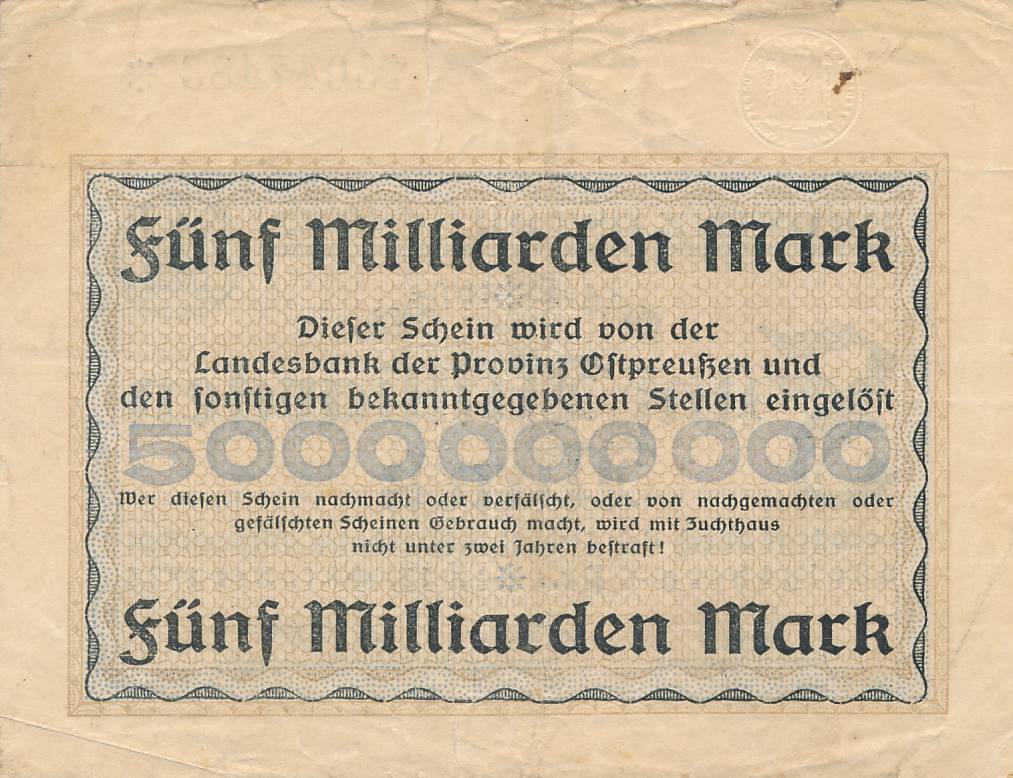 Fünf Milliarden Mark
Dieser Schein wird von der
Landesbank der Provinz Ostpreußen und
den sonstigen bekanntgegebenen Stellen eingelöst
5000000000
Wer diesen Schein nachmacht oder verfälscht, oder von nachgemachten oder
gefälschten Scheinen Gebrauch macht, wird mit Zuchthaus
nicht unter zwei Jahren bestraft!
Fünf Milliarden Mark